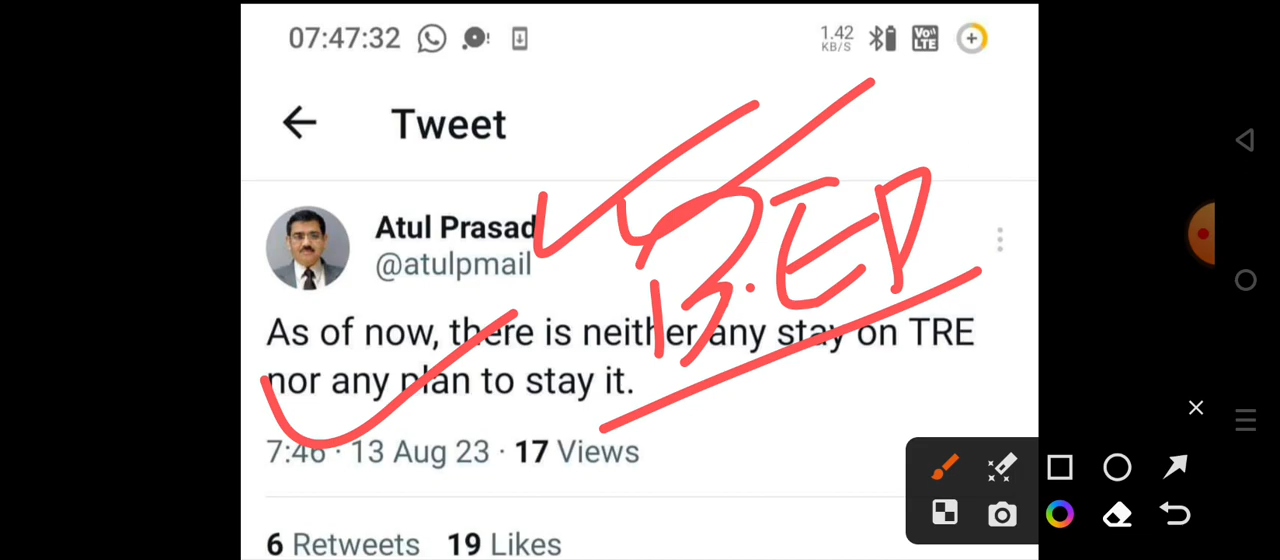 07:47:32 1.42 KB/S Vo LTE
Tweet
Atul Prasad
@atulpmail
B.ED
As of now, there is neither any stay on TRE
nor any plan to stay it.
7:46 · 13 Aug 23 · 17 Views
6 Retweets 19 Likes